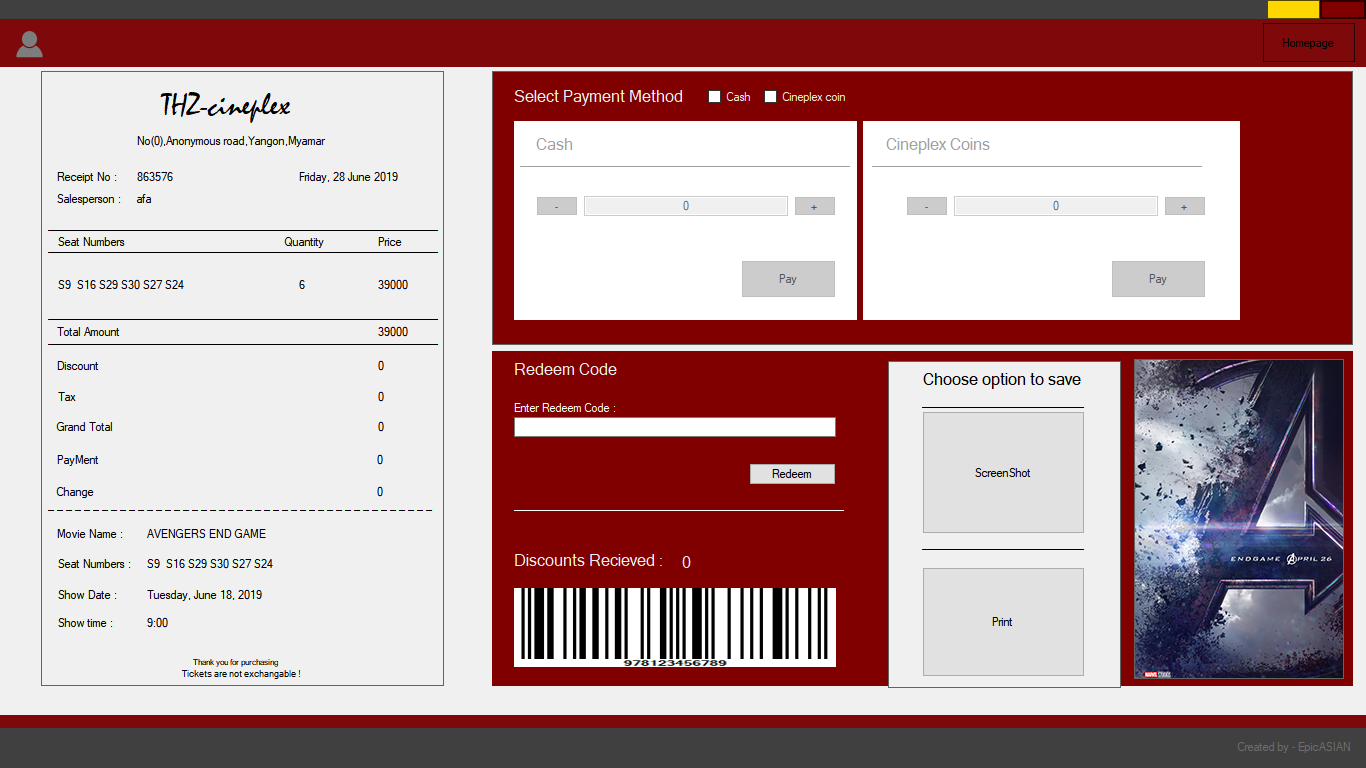 Homepage
THZ-cineplex
No(0),Anonymous road,Yangon,Myamar
Receipt No : 863576 Friday, 28 June 2019
Salesperson : afa
Seat Numbers Quantity Price
S9 S16 S29 S30 S27 S24 6 39000
Total Amount 39000
Discount 0
Tax 0
Grand Total 0
PayMent 0
Change 0
Movie Name : AVENGERS END GAME
Seat Numbers : S9 S16 S29 S30 S27 S24
Show Date : Tuesday, June 18, 2019
Show time : 9:00
Thank you for purchasing
Tickets are not exchangable !
Select Payment Method Cash Cineplex coin
Cash
- 0 +
Pay
Cineplex Coins
- 0 +
Pay
Redeem Code
Enter Redeem Code :
Redeem
Discounts Recieved : 0
978123456789
Choose option to save
ScreenShot
Print
ENDGAME APRIL 26
MARVEL STUDIOS
Created by - EpicASIAN